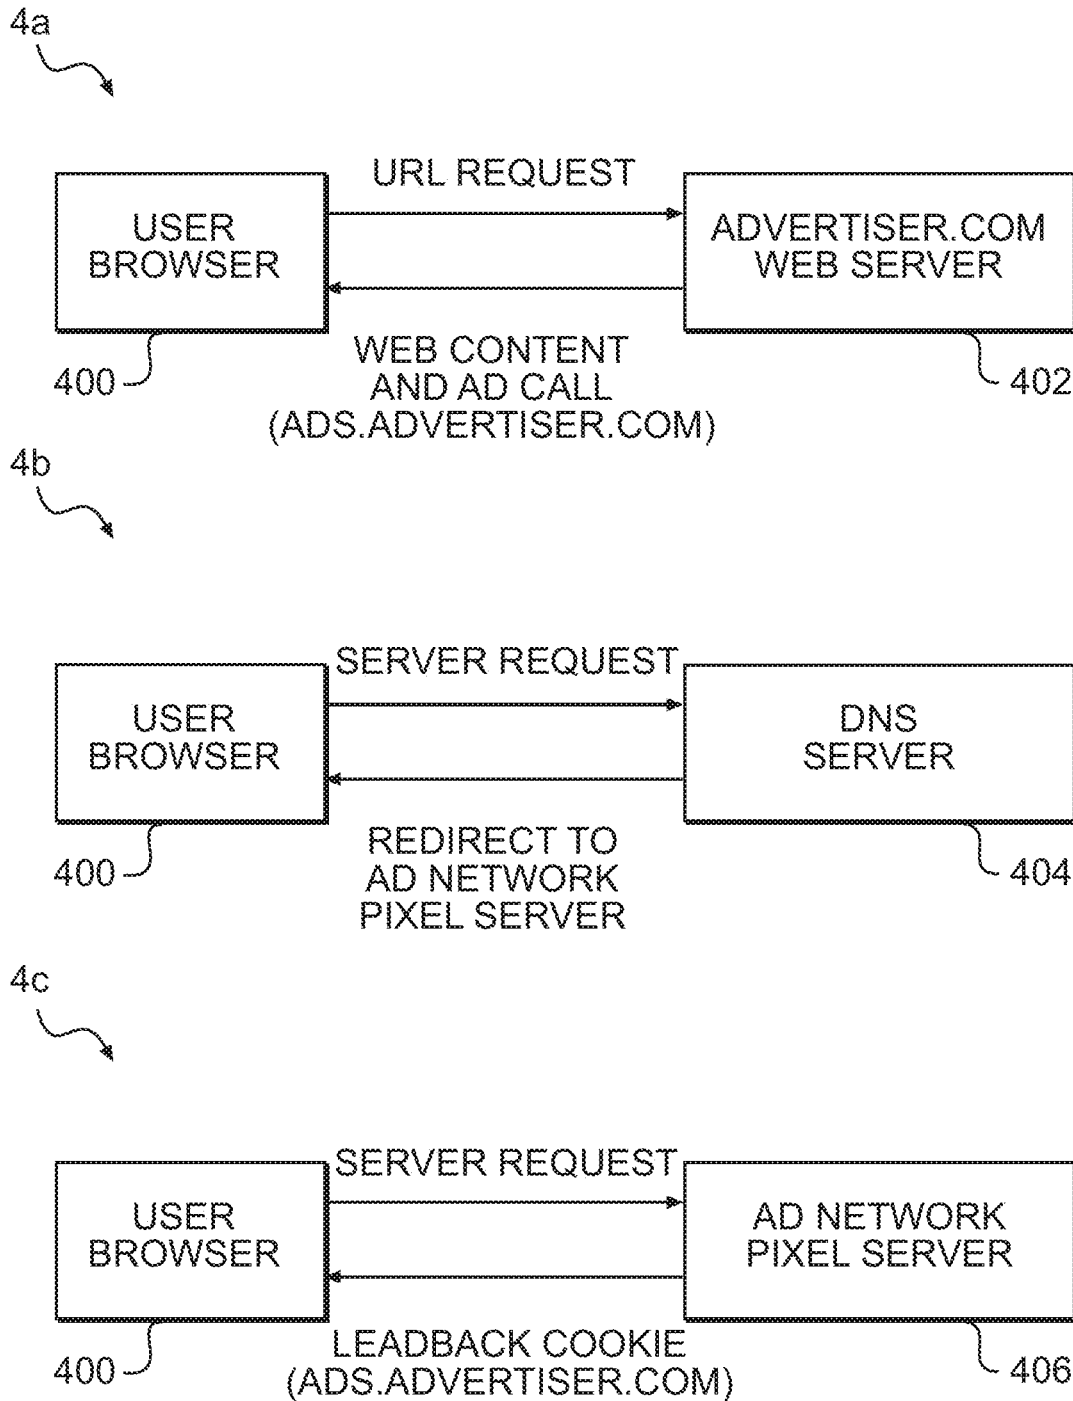 4a
URL REQUEST
USER
BROWSER
ADVERTISER.COM
WEB SERVER
WEB CONTENT
AND AD CALL
(ADS.ADVERTISER.COM)
400
402
4b
SERVER REQUEST
USER
BROWSER
DNS
SERVER
REDIRECT TO
AD NETWORK
PIXEL SERVER
400
404
4c
SERVER REQUEST
USER
BROWSER
AD NETWORK
PIXEL SERVER
LEADBACK COOKIE
(ADS.ADVERTISER.COM)
400
406